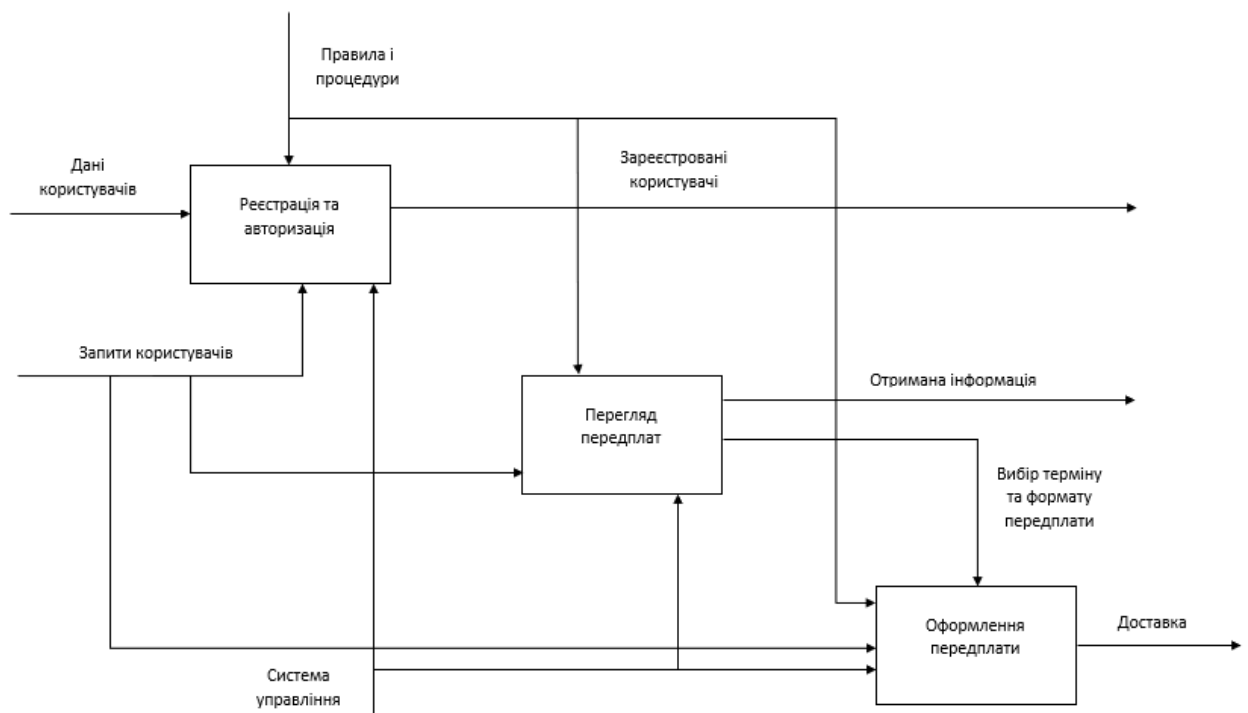 Правила і
процедури
Дані
користувачів
Зареєстровані
користувачі
Реєстрація та
авторизація
Запити користувачів
Отримана інформація
Перегляд
передплат
Вибір терміну
та формату
передплати
Оформлення
передплати
Доставка
Система
управління